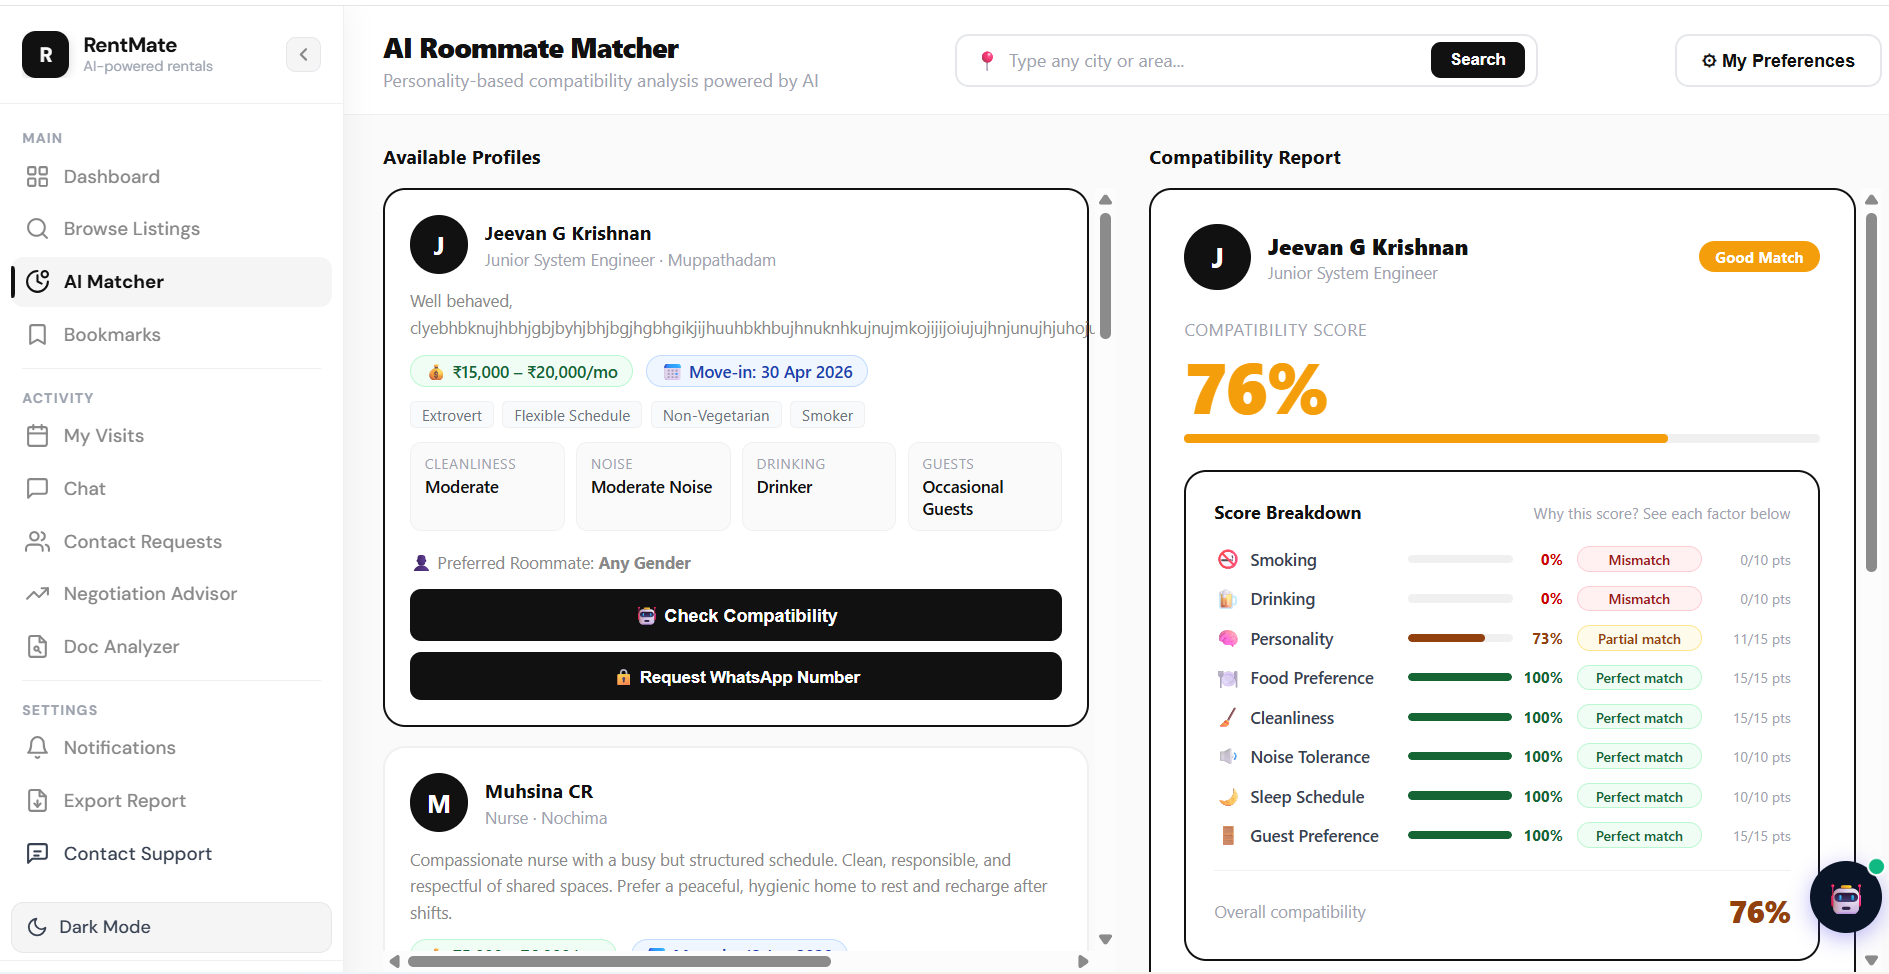 R
RentMate
AI-powered rentals
MAIN
Dashboard
Browse Listings
AI Matcher
Bookmarks
ACTIVITY
My Visits
Chat
Contact Requests
Negotiation Advisor
Doc Analyzer
SETTINGS
Notifications
Export Report
Contact Support
Dark Mode
AI Roommate Matcher
Personality-based compatibility analysis powered by AI
Type any city or area...
Search
My Preferences
Available Profiles
J
Jeevan G Krishnan
Junior System Engineer · Muppathadam
Well behaved,
₹15,000 – ₹20,000/mo
Move-in: 30 Apr 2026
Extrovert
Flexible Schedule
Non-Vegetarian
Smoker
CLEANLINESS
Moderate
NOISE
Moderate Noise
DRINKING
Drinker
GUESTS
Occasional
Guests
Preferred Roommate: Any Gender
Check Compatibility
Request WhatsApp Number
M
Muhsina CR
Nurse · Nochima
Compassionate nurse with a busy but structured schedule. Clean, responsible, and
respectful of shared spaces. Prefer a peaceful, hygienic home to rest and recharge after
shifts.
Compatibility Report
J
Jeevan G Krishnan
Junior System Engineer
Good Match
COMPATIBILITY SCORE
76%
Score Breakdown
Why this score? See each factor below
Smoking 0% Mismatch 0/10 pts
Drinking 0% Mismatch 0/10 pts
Personality 73% Partial match 11/15 pts
Food Preference 100% Perfect match 15/15 pts
Cleanliness 100% Perfect match 15/15 pts
Noise Tolerance 100% Perfect match 10/10 pts
Sleep Schedule 100% Perfect match 10/10 pts
Guest Preference 100% Perfect match 15/15 pts
Overall compatibility
76%